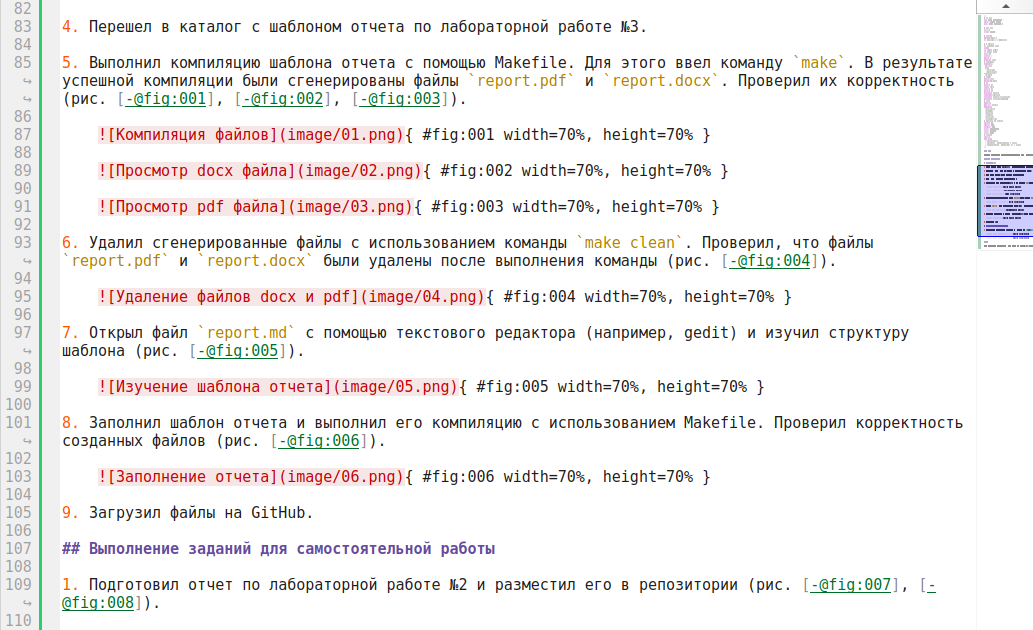 82
83 4. Перешел в каталог с шаблоном отчета по лабораторной работе №3.
84
85 5. Выполнил компиляцию шаблона отчета с помощью Makefile. Для этого ввел команду `make`. В результате
↪ успешной компиляции были сгенерированы файлы `report.pdf` и `report.docx`. Проверил их корректность
↪ (рис. [-@fig:001], [-@fig:002], [-@fig:003]).
86
87 ![Компиляция файлов](image/01.png){ #fig:001 width=70%, height=70% }
88
89 ![Просмотр docx файла](image/02.png){ #fig:002 width=70%, height=70% }
90
91 ![Просмотр pdf файла](image/03.png){ #fig:003 width=70%, height=70% }
92
93 6. Удалил сгенерированные файлы с использованием команды `make clean`. Проверил, что файлы
↪ `report.pdf` и `report.docx` были удалены после выполнения команды (рис. [-@fig:004]).
94
95 ![Удаление файлов docx и pdf](image/04.png){ #fig:004 width=70%, height=70% }
96
97 7. Открыл файл `report.md` с помощью текстового редактора (например, gedit) и изучил структуру
↪ шаблона (рис. [-@fig:005]).
98
99 ![Изучение шаблона отчета](image/05.png){ #fig:005 width=70%, height=70% }
100
101 8. Заполнил шаблон отчета и выполнил его компиляцию с использованием Makefile. Проверил корректность
↪ созданных файлов (рис. [-@fig:006]).
102
103 ![Заполнение отчета](image/06.png){ #fig:006 width=70%, height=70% }
104
105 9. Загрузил файлы на GitHub.
106
107 ## Выполнение заданий для самостоятельной работы
108
109 1. Подготовил отчет по лабораторной работе №2 и разместил его в репозитории (рис. [-@fig:007], [-
↪ @fig:008]).
110